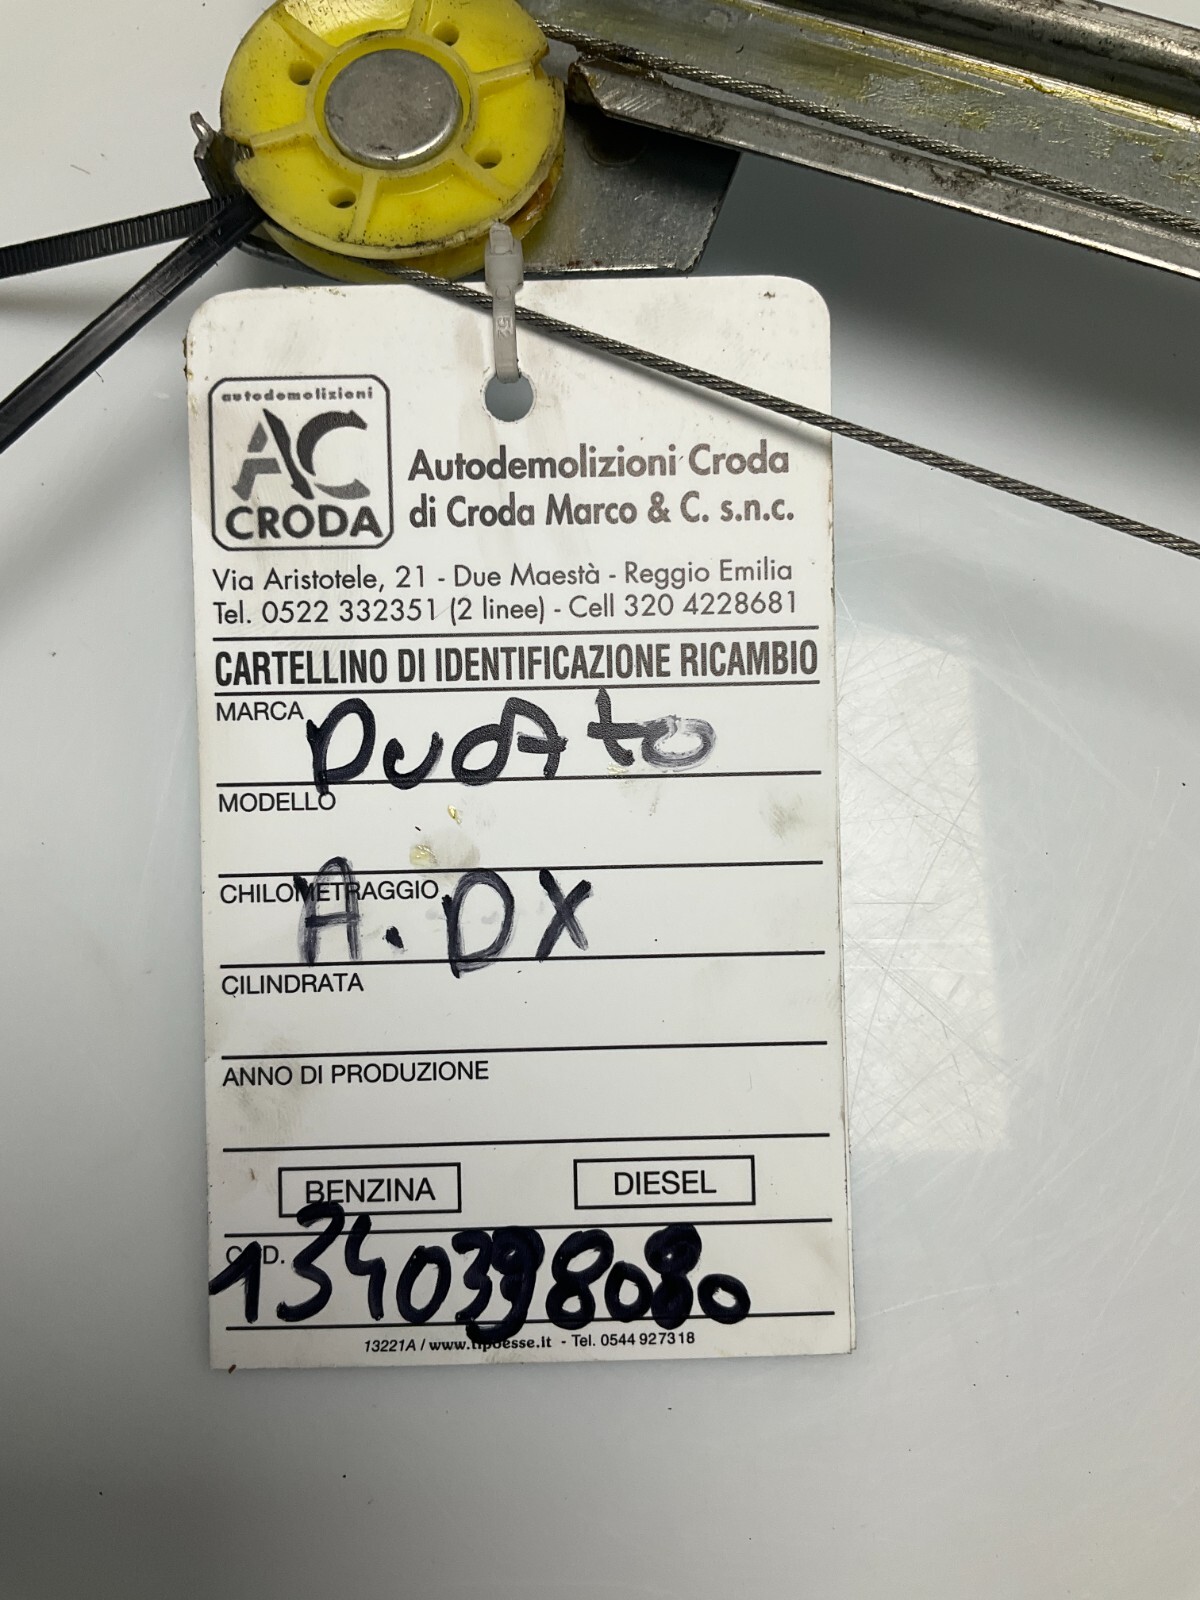 52
autodemolizioni
AC
CRODA
Autodemolizioni Croda
di Croda Marco & C. s.n.c.
Via Aristotele, 21 - Due Maestà - Reggio Emilia
Tel. 0522 332351 (2 linee) - Cell 320 4228681
CARTELLINO DI IDENTIFICAZIONE RICAMBIO
MARCA Ducato
MODELLO
CHILOMETRAGGIO A. DX
CILINDRATA
ANNO DI PRODUZIONE
BENZINA DIESEL
COD. 1340398080
13221A / www.tipoesse.it - Tel. 0544 927318